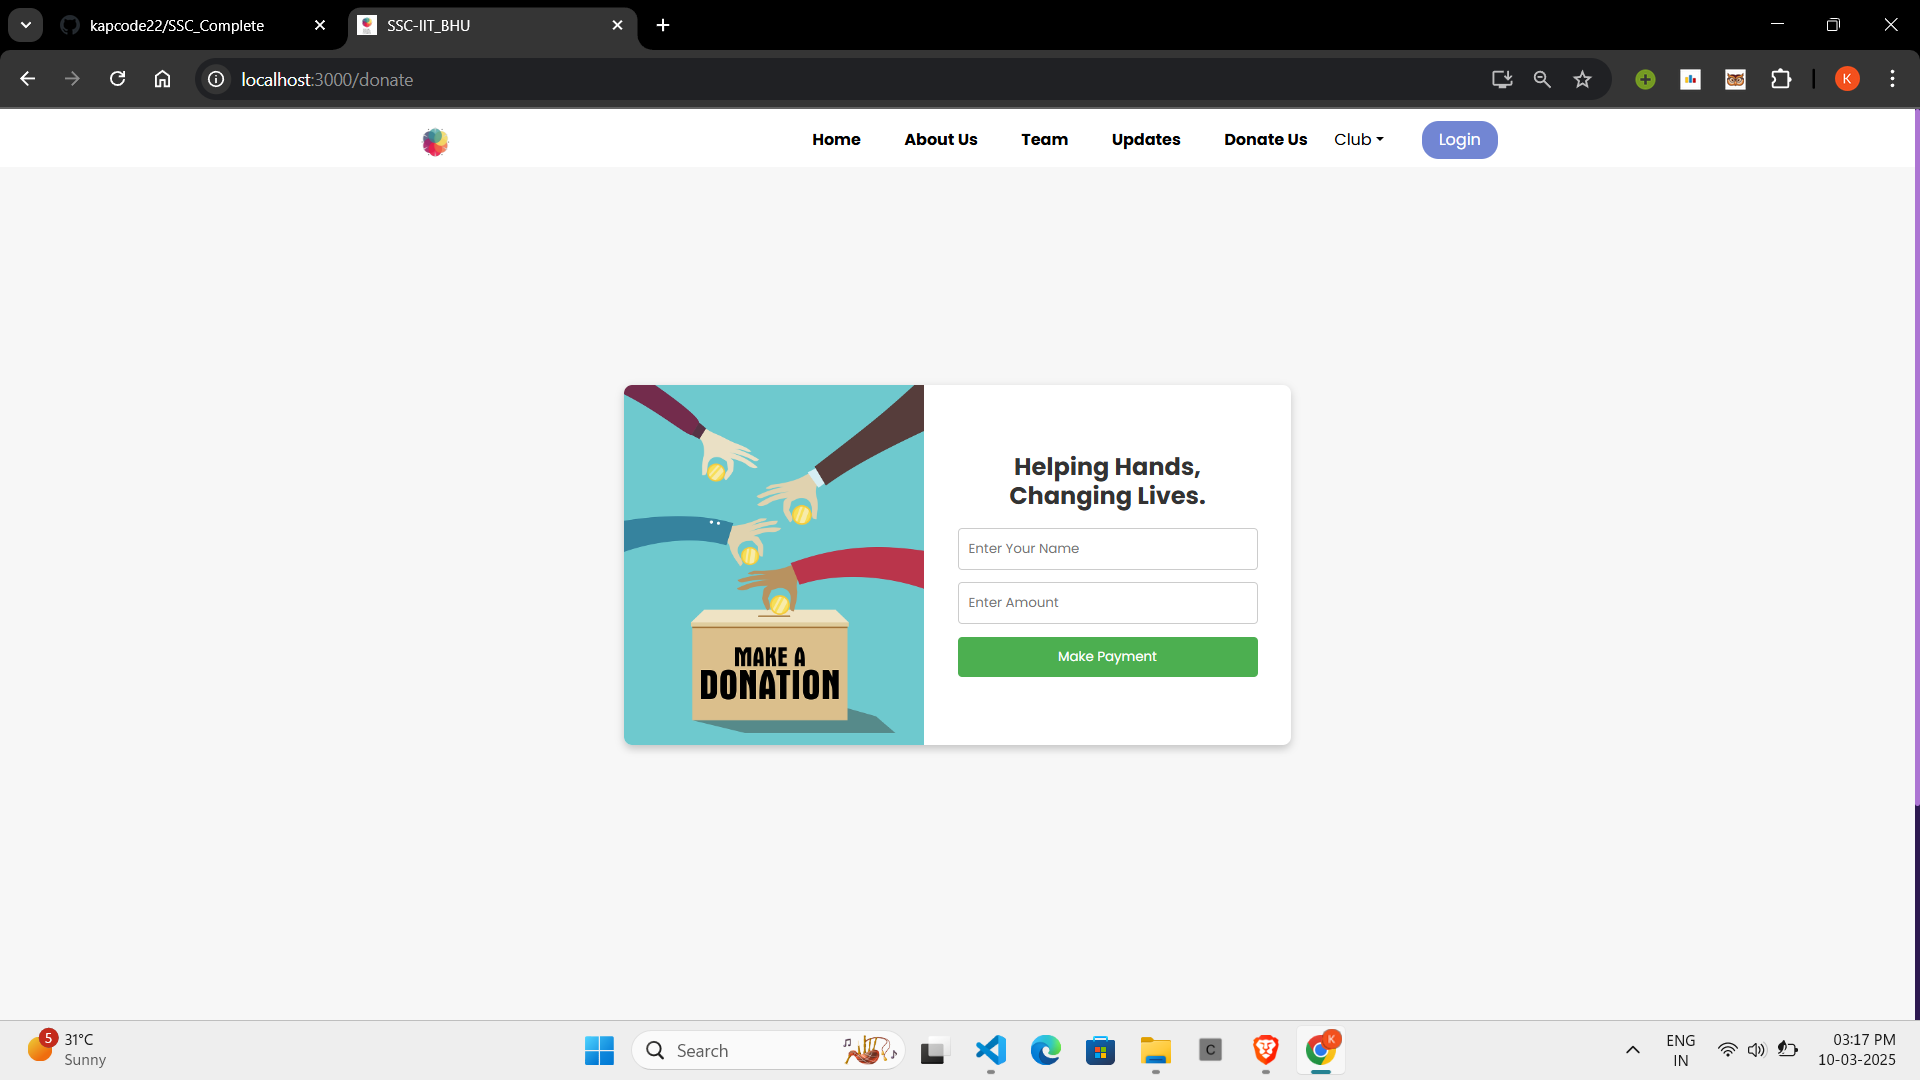 kapcode22/SSC_Complete
SSC-IIT_BHU
localhost:3000/donate
K
Home
About Us
Team
Updates
Donate Us
Club
Login
MAKE A
DONATION
Helping Hands,
Changing Lives.
Enter Your Name
Enter Amount
Make Payment
5
31°C
Sunny
Search
C
K
ENG
IN
03:17 PM
10-03-2025